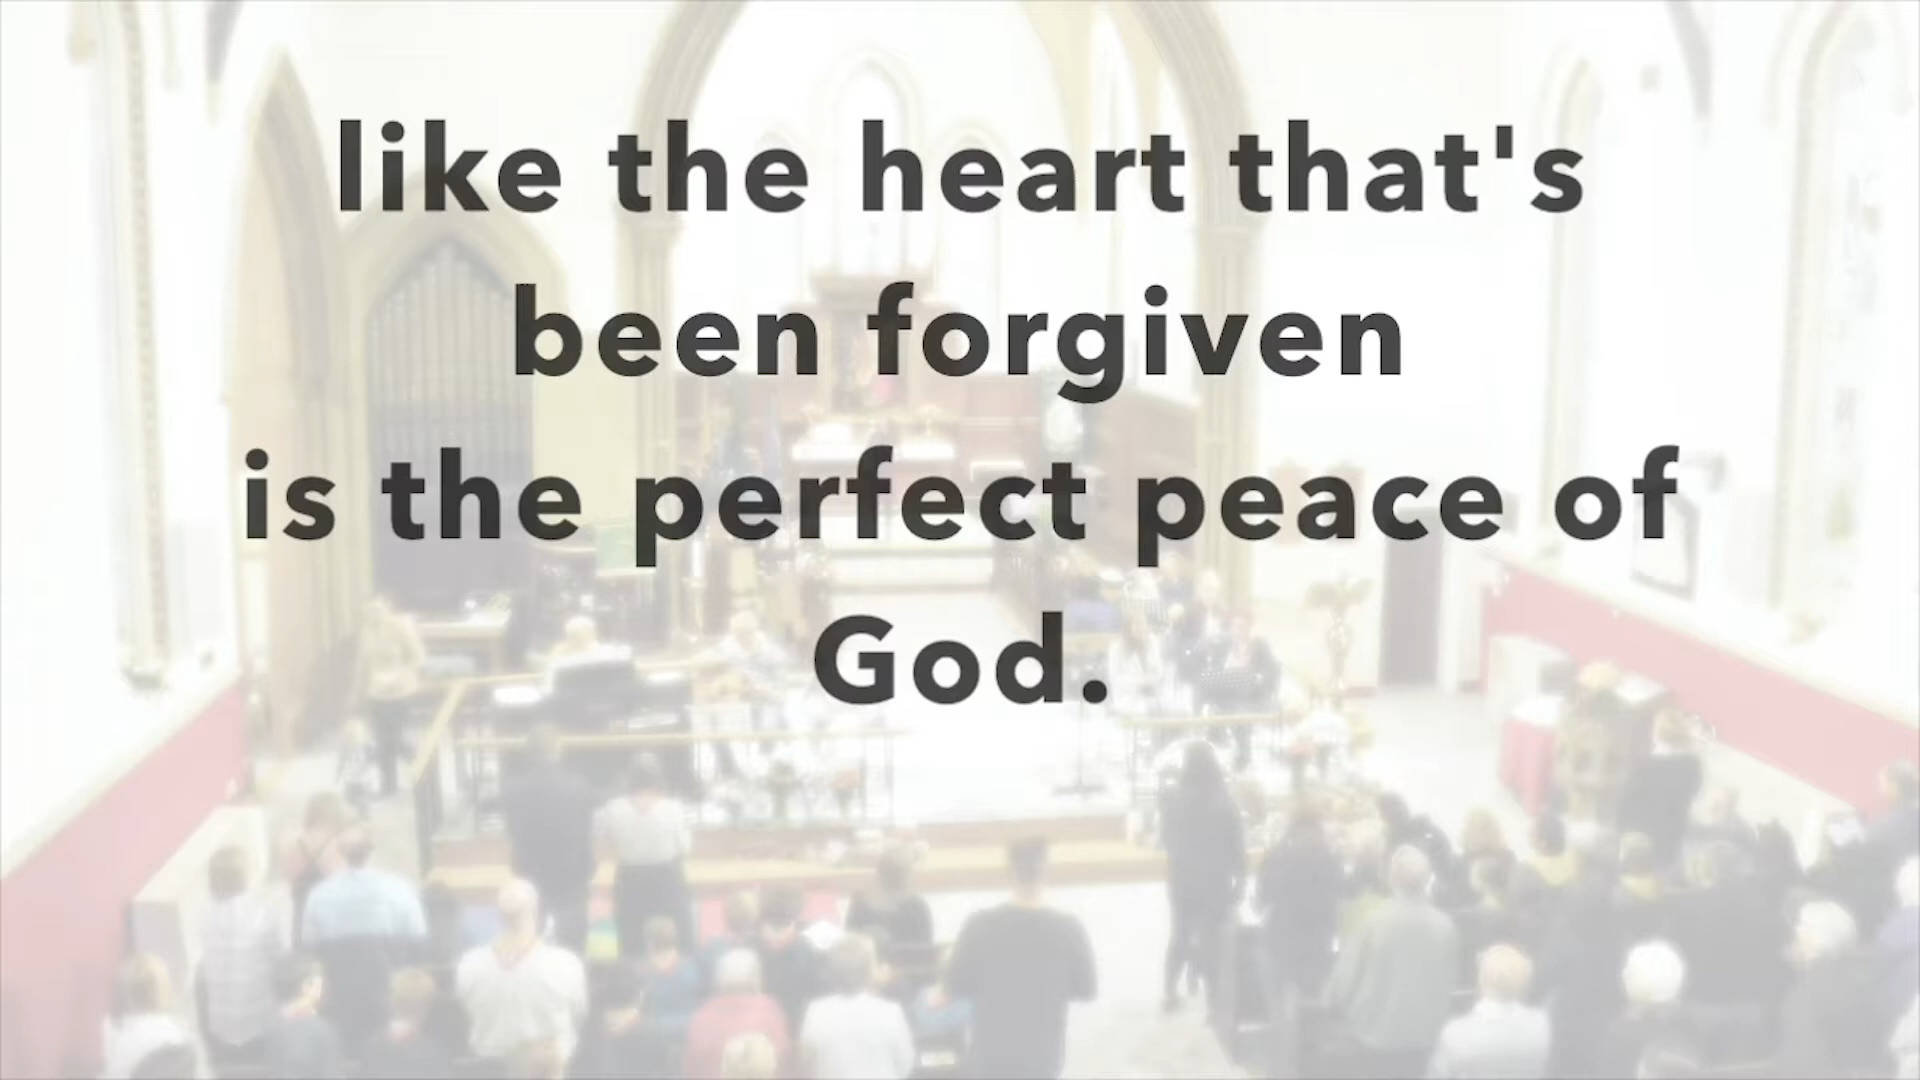 like the heart that's
been forgiven
is the perfect peace of
God.